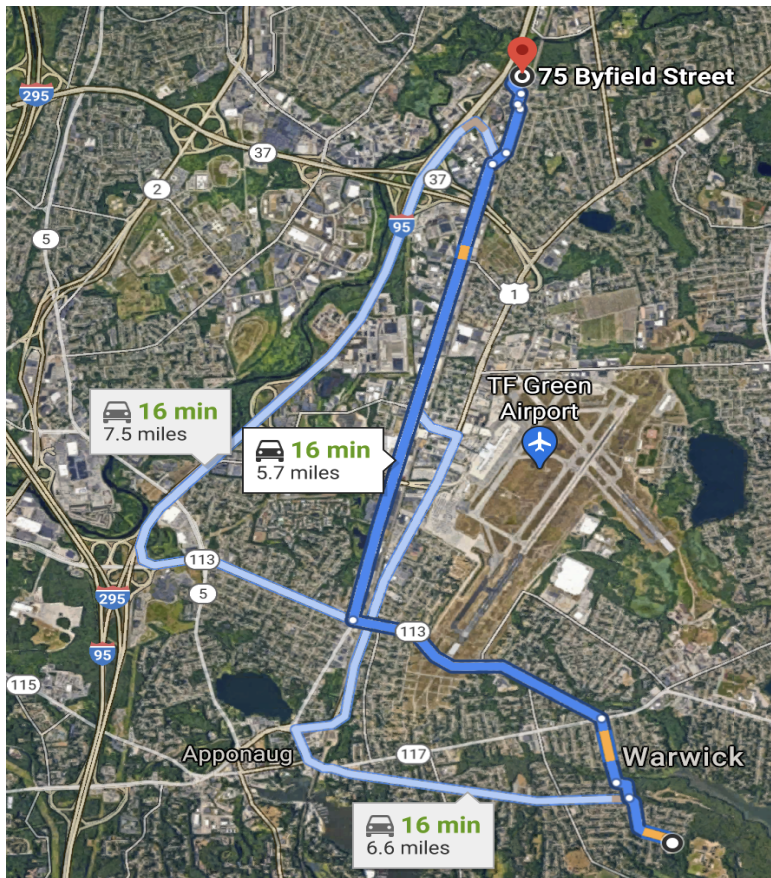 75 Byfield Street
295
37
2
37
5
95
1
TF Green
Airport
16 min
7.5 miles
16 min
5.7 miles
113
5
295
113
95
115
Apponaug
117
Warwick
16 min
6.6 miles